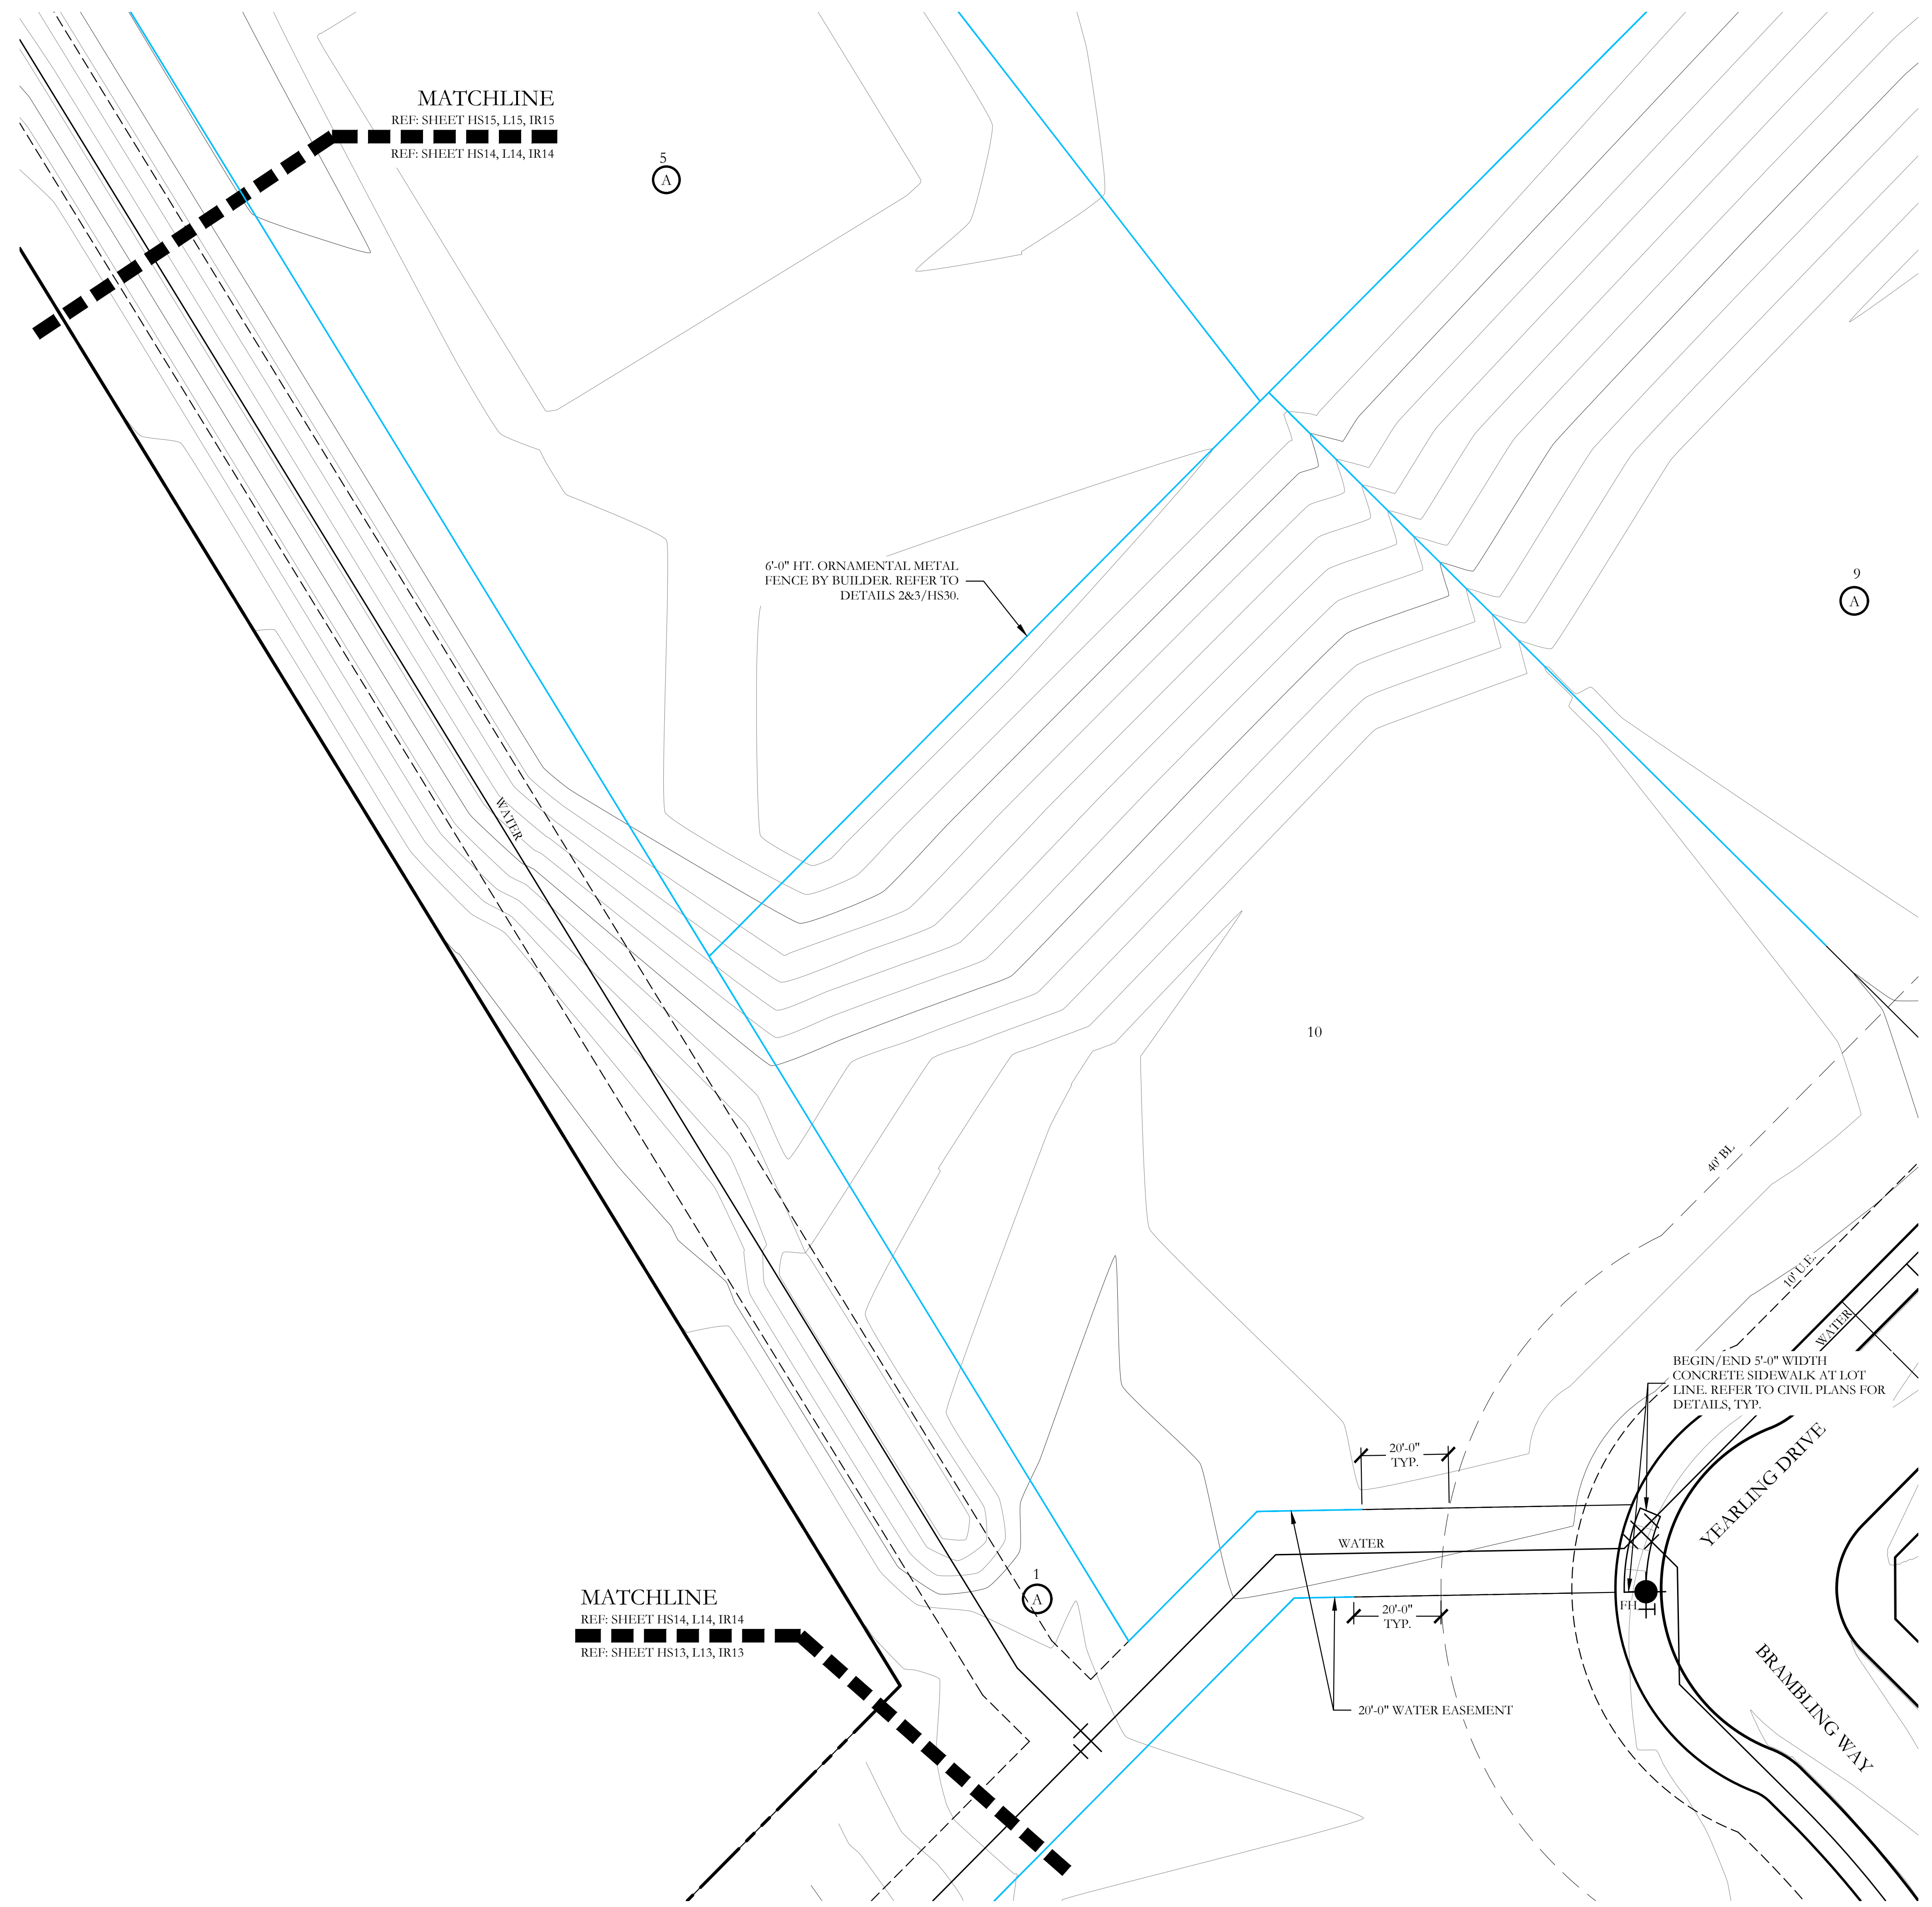 MATCHLINE
REF: SHEET HS15, L15, IR15
REF: SHEET HS14, L14, IR14
5
A
6'-0" HT. ORNAMENTAL METAL
FENCE BY BUILDER. REFER TO
DETAILS 2&3/HS30.
9
A
WATER
10
40' BL
10' U.E.
WATER
BEGIN/END 5'-0" WIDTH
CONCRETE SIDEWALK AT LOT
LINE. REFER TO CIVIL PLANS FOR
DETAILS, TYP.
YEARLING DRIVE
20'-0"
TYP.
WATER
1
A
FH
20'-0"
TYP.
MATCHLINE
REF: SHEET HS14, L14, IR14
REF: SHEET HS13, L13, IR13
BRAMBLING WAY
20'-0" WATER EASEMENT